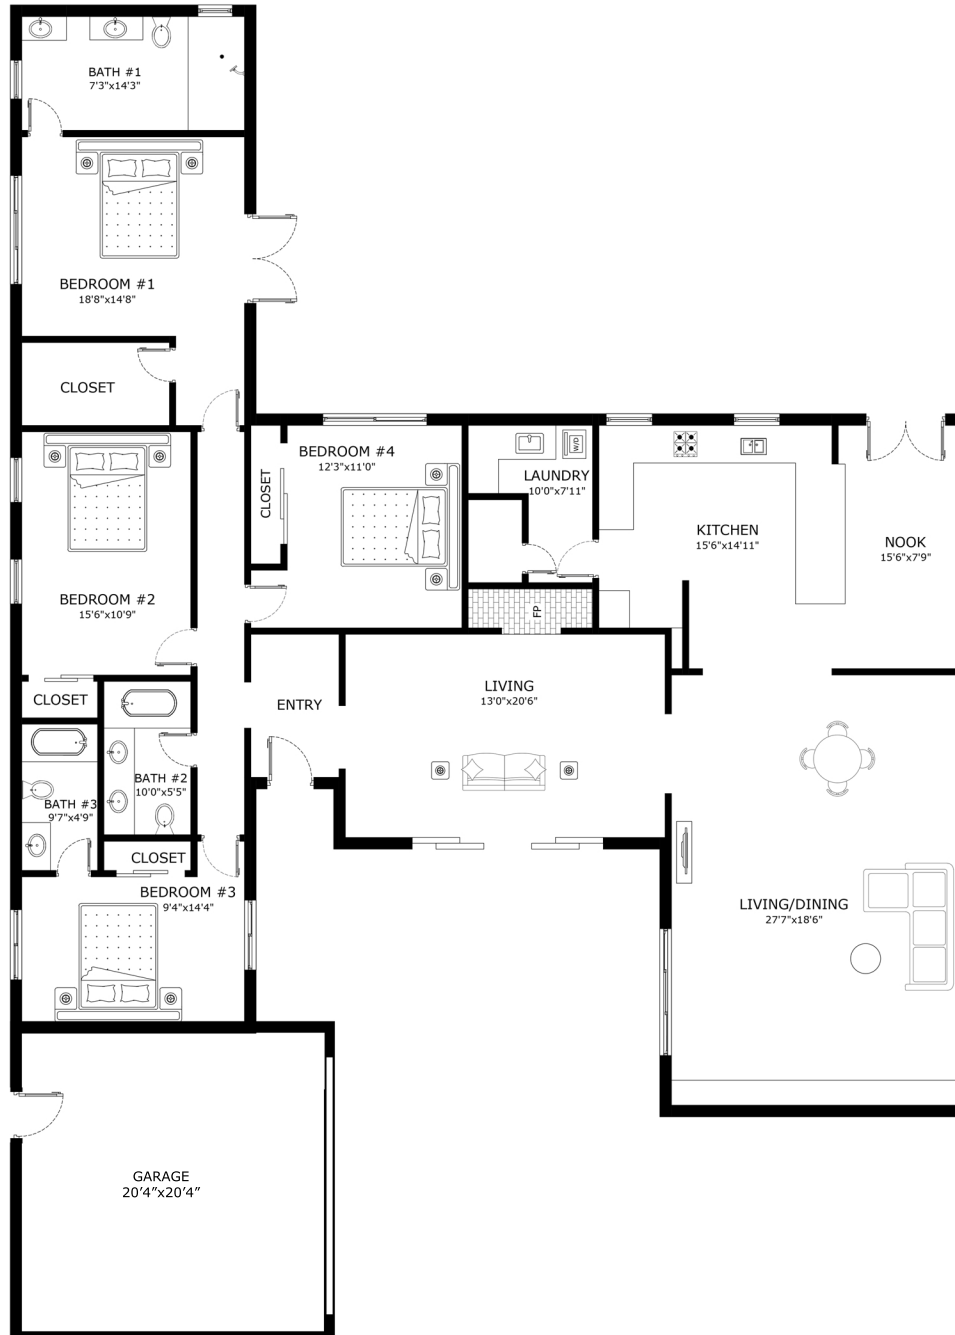 BATH #1
7'3"x14'3"
BEDROOM #1
18'8"x14'8"
CLOSET
BEDROOM #4
12'3"x11'0"
CLOSET
W/D
LAUNDRY
10'0"x7'11"
KITCHEN
15'6"x14'11"
NOOK
15'6"x7'9"
BEDROOM #2
15'6"x10'9"
FP
CLOSET
ENTRY
LIVING
13'0"x20'6"
BATH #2
10'0"x5'5"
BATH #3
9'7"x4'9"
CLOSET
BEDROOM #3
9'4"x14'4"
LIVING/DINING
27'7"x18'6"
GARAGE
20'4"x20'4"